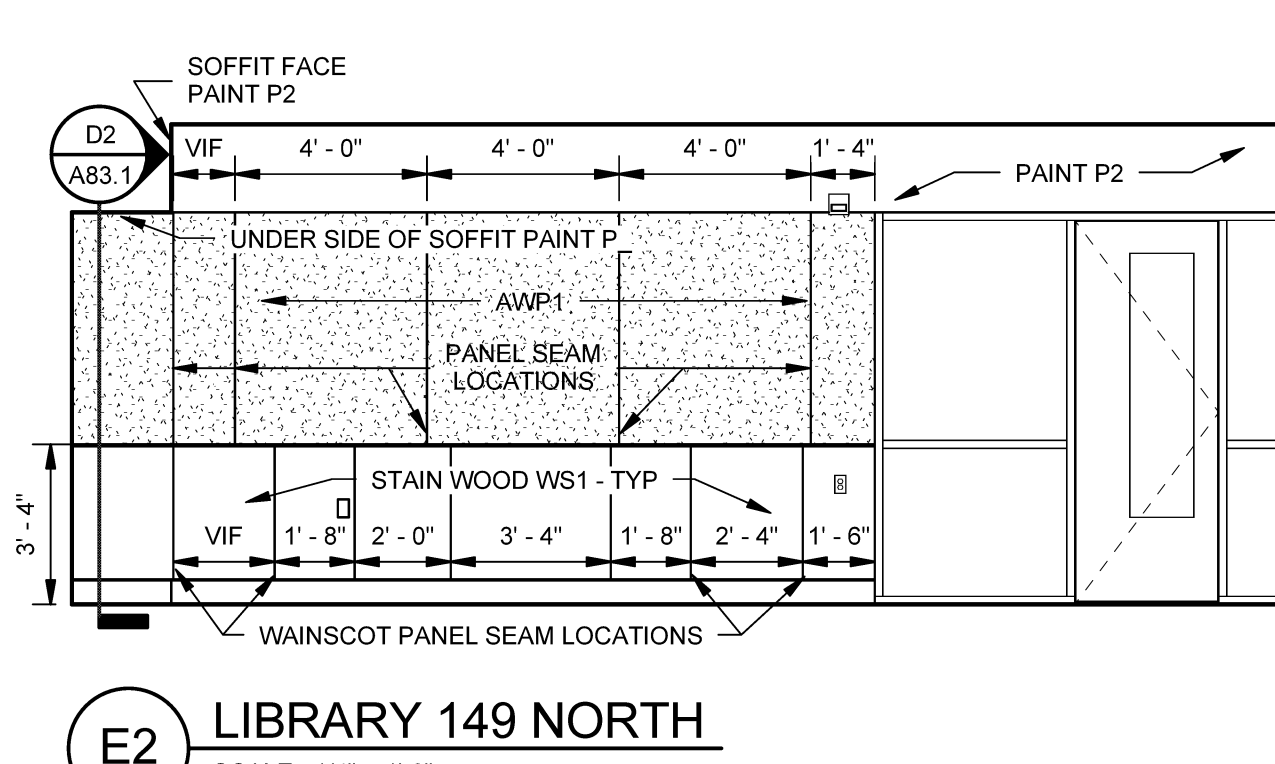 SOFFIT FACE
PAINT P2
D2
A83.1
VIF
4' - 0"
4' - 0"
4' - 0"
1' - 4"
PAINT P2
UNDER SIDE OF SOFFIT PAINT P
AWP1
PANEL SEAM
LOCATIONS
STAIN WOOD WS1 - TYP
3' - 4"
VIF
1' - 8"
2' - 0"
3' - 4"
1' - 8"
2' - 4"
1' - 6"
WAINSCOT PANEL SEAM LOCATIONS
LIBRARY 149 NORTH
E2